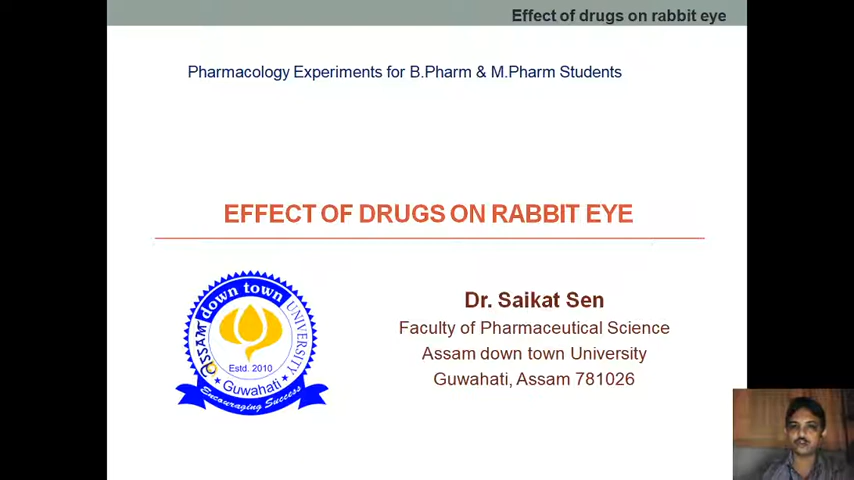 Effect of drugs on rabbit eye
Pharmacology Experiments for B.Pharm & M.Pharm Students
EFFECT OF DRUGS ON RABBIT EYE
Dr. Saikat Sen
Faculty of Pharmaceutical Science
Assam down town University
Guwahati, Assam 781026
ASSAM down town UNIVERSITY
Estd. 2010
Guwahati
Encouraging Success